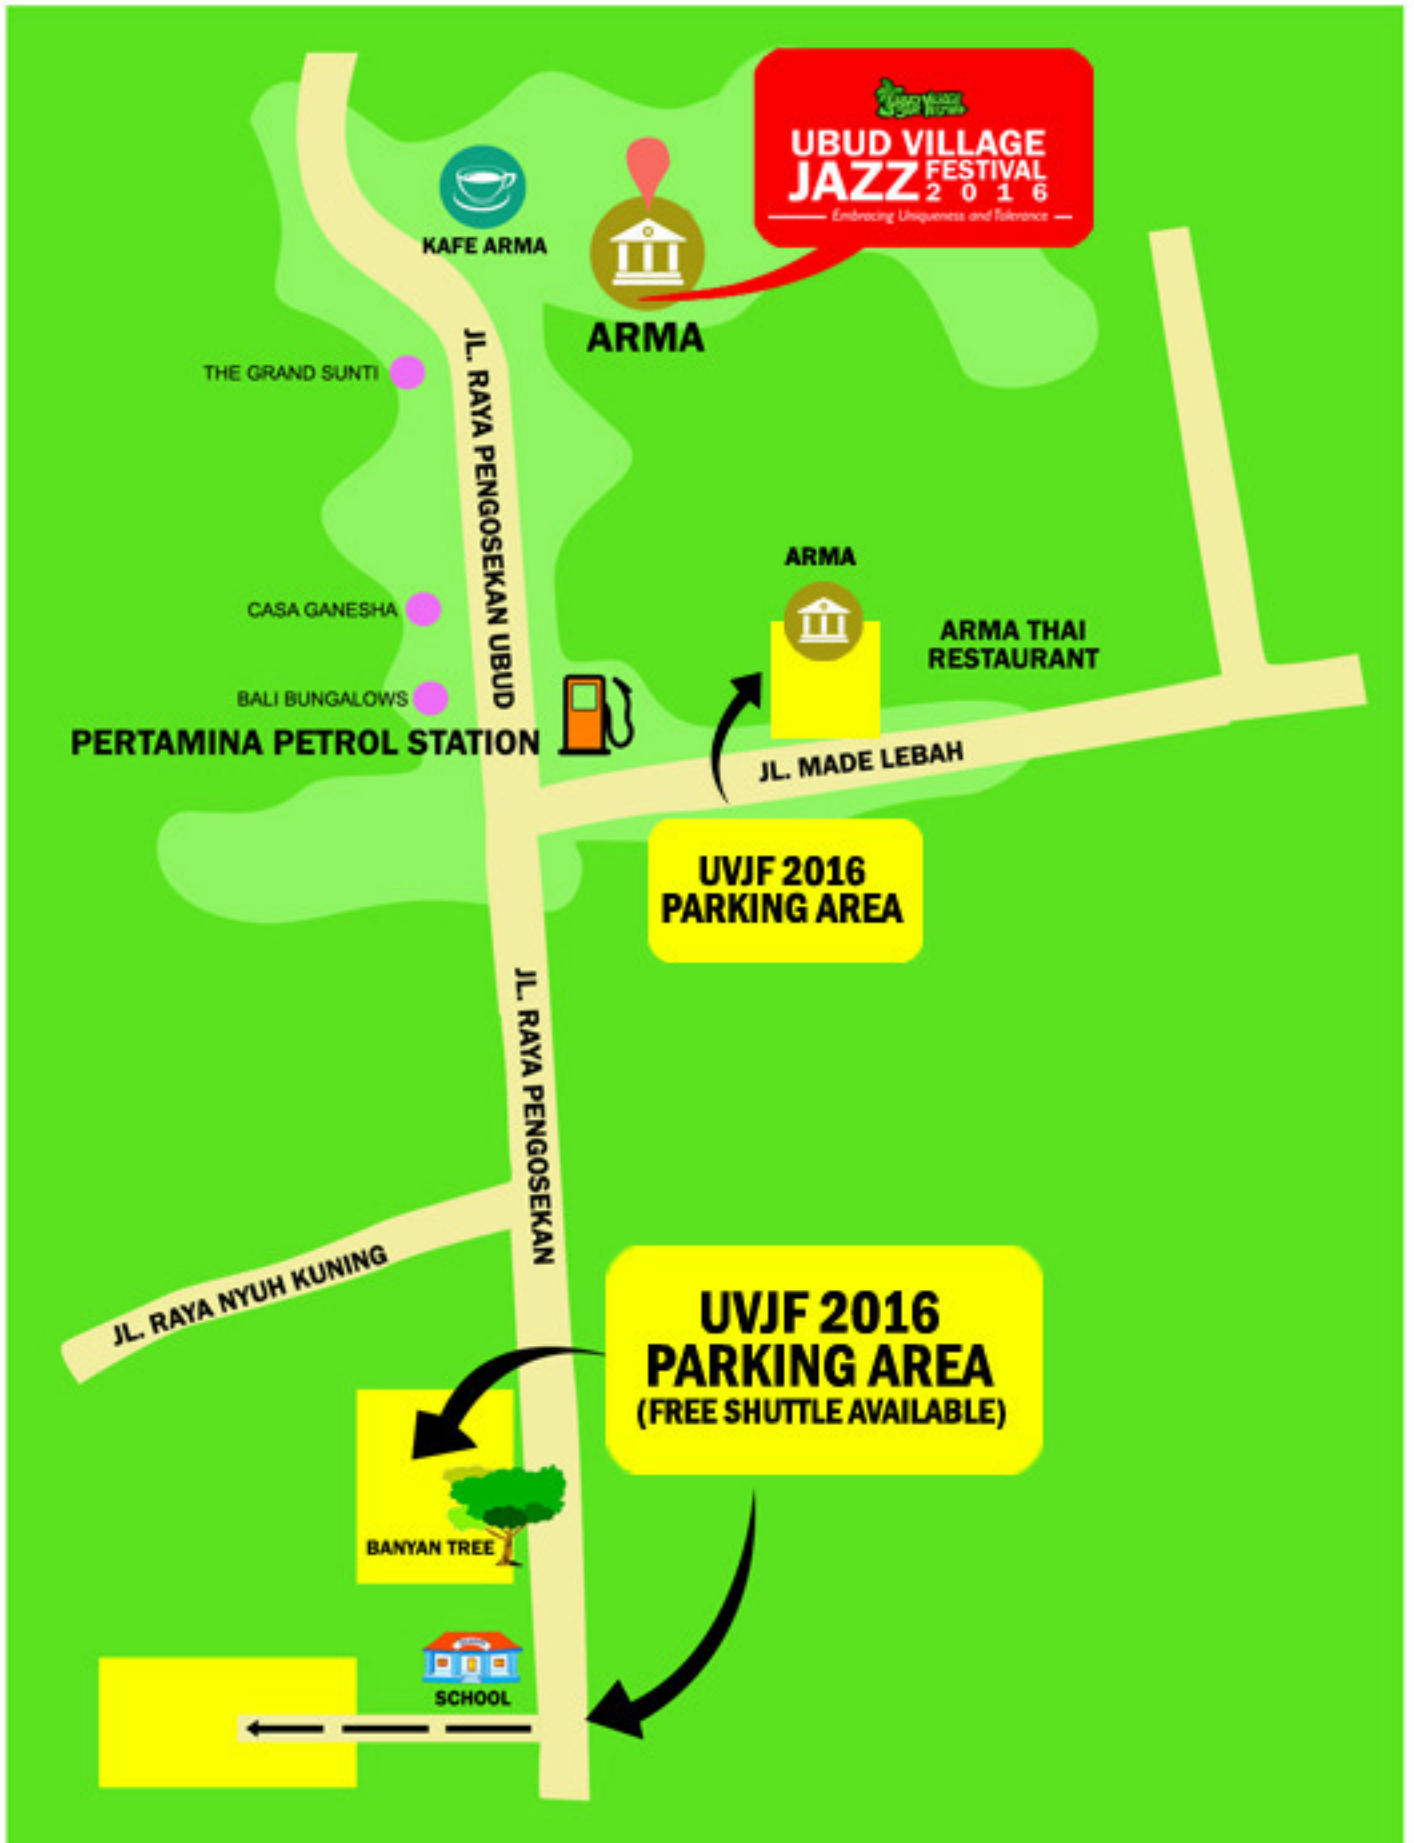 UBUD VILLAGE
JAZZ FESTIVAL
2016
Embracing Uniqueness and Tolerance
KAFE ARMA
ARMA
THE GRAND SUNTI
JL. RAYA PENGOSEKAN UBUD
ARMA
CASA GANESHA
ARMA THAI
RESTAURANT
BALI BUNGALOWS
PERTAMINA PETROL STATION
JL. MADE LEBAH
UVJF 2016
PARKING AREA
JL. RAYA PENGOSEKAN
JL. RAYA NYUH KUNING
UVJF 2016
PARKING AREA
(FREE SHUTTLE AVAILABLE)
BANYAN TREE
SCHOOL